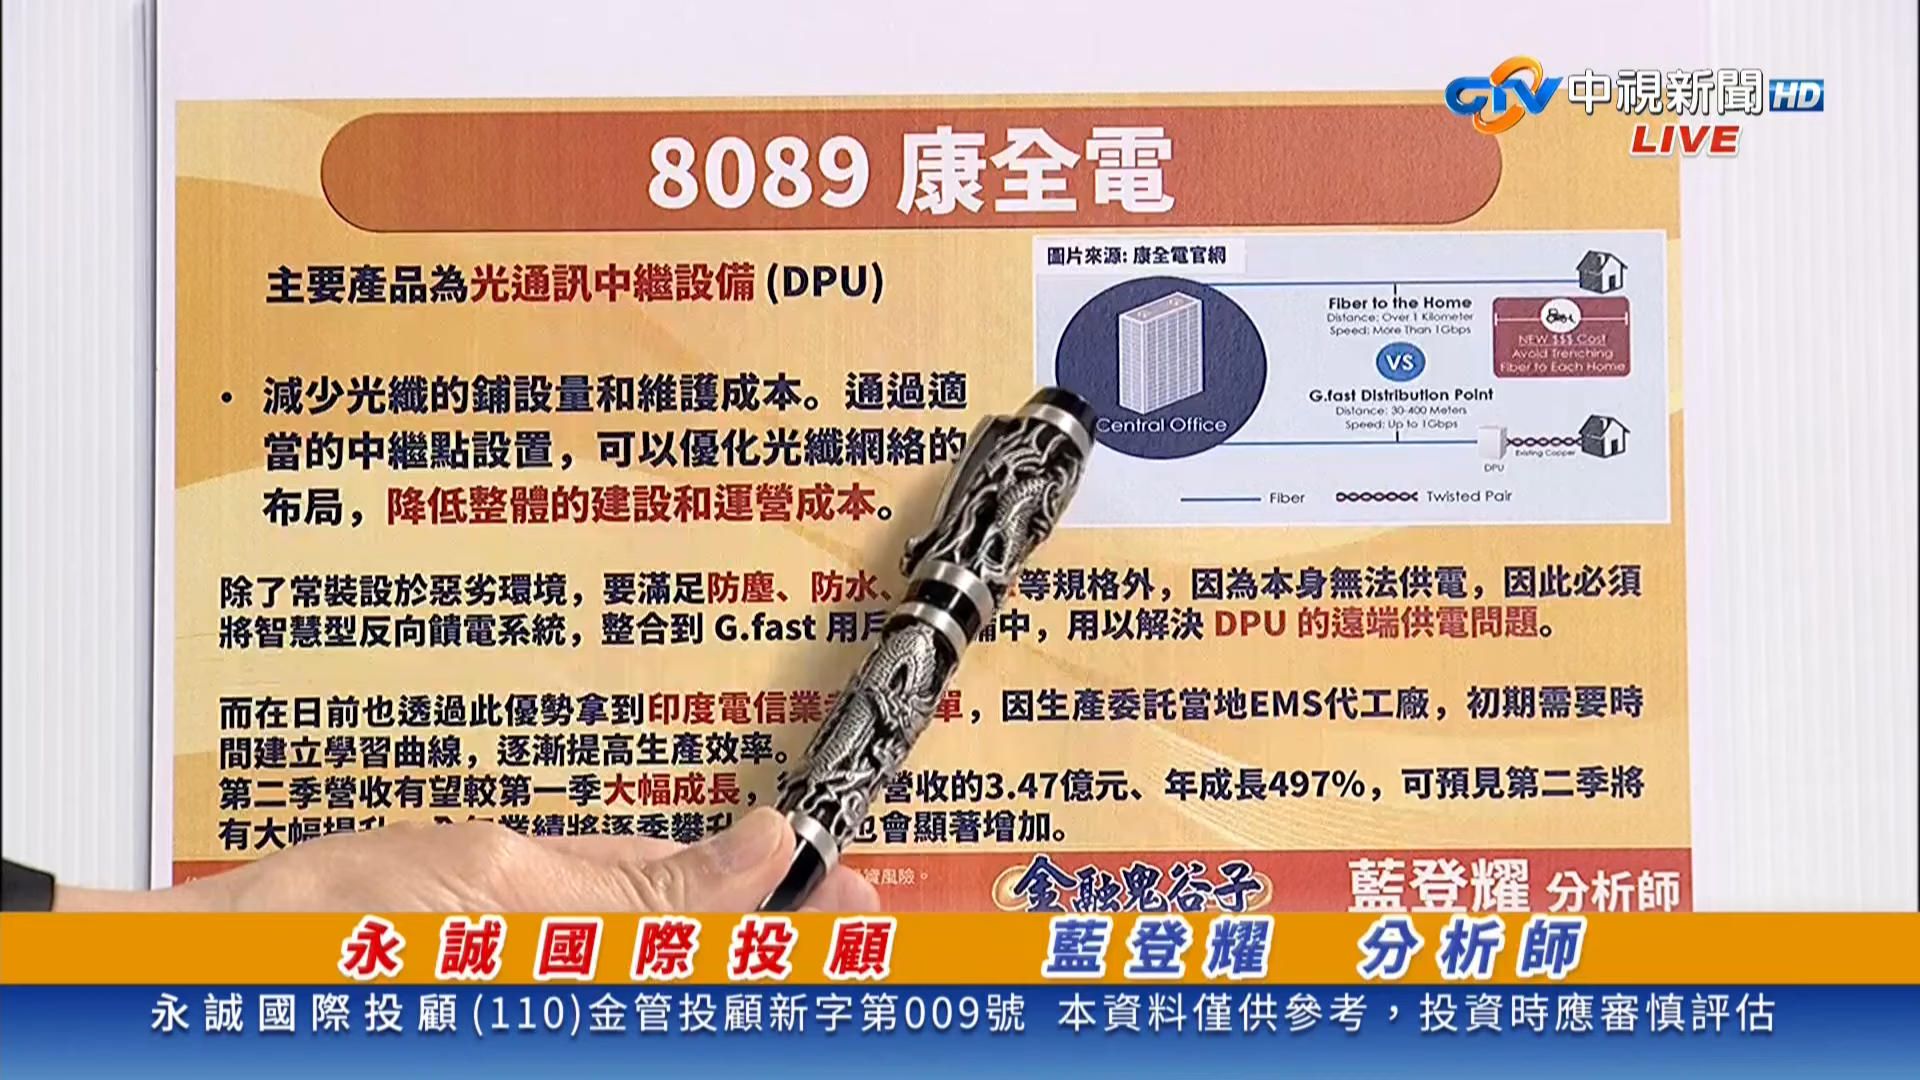 CTV 中視新聞 HD
LIVE
8089 康全電
主要產品為光通訊中繼設備 (DPU)
• 減少光纖的鋪設量和維護成本。通過適
當的中繼點設置，可以優化光纖網絡的
布局，降低整體的建設和運營成本。
圖片來源: 康全電官網
Central Office
Fiber to the Home
Distance: Over 1 Kilometer
Speed: More Than 1Gbps
VS
NEW $$$ Cost
Avoid Trenching
Fiber to Each Home
G.fast Distribution Point
Distance: 30-400 Meters
Speed: Up to 1Gbps
DPU
Existing Copper
Fiber
Twisted Pair
除了常裝設於惡劣環境，要滿足防塵、防水、等規格外，因為本身無法供電，因此必須
將智慧型反向饋電系統，整合到 G.fast 用戶中，用以解決 DPU 的遠端供電問題。
而在日前也透過此優勢拿到印度電信業單，因生產委託當地EMS代工廠，初期需要時
間建立學習曲線，逐漸提高生產效率。
第二季營收有望較第一季大幅成長，營收的3.47億元、年成長497%，可預見第二季將
有大幅提升，也會顯著增加。
風險。
金融鬼谷子
藍登耀 分析師
永誠國際投顧 藍登耀 分析師
永誠國際投顧(110)金管投顧新字第009號 本資料僅供參考，投資時應審慎評估